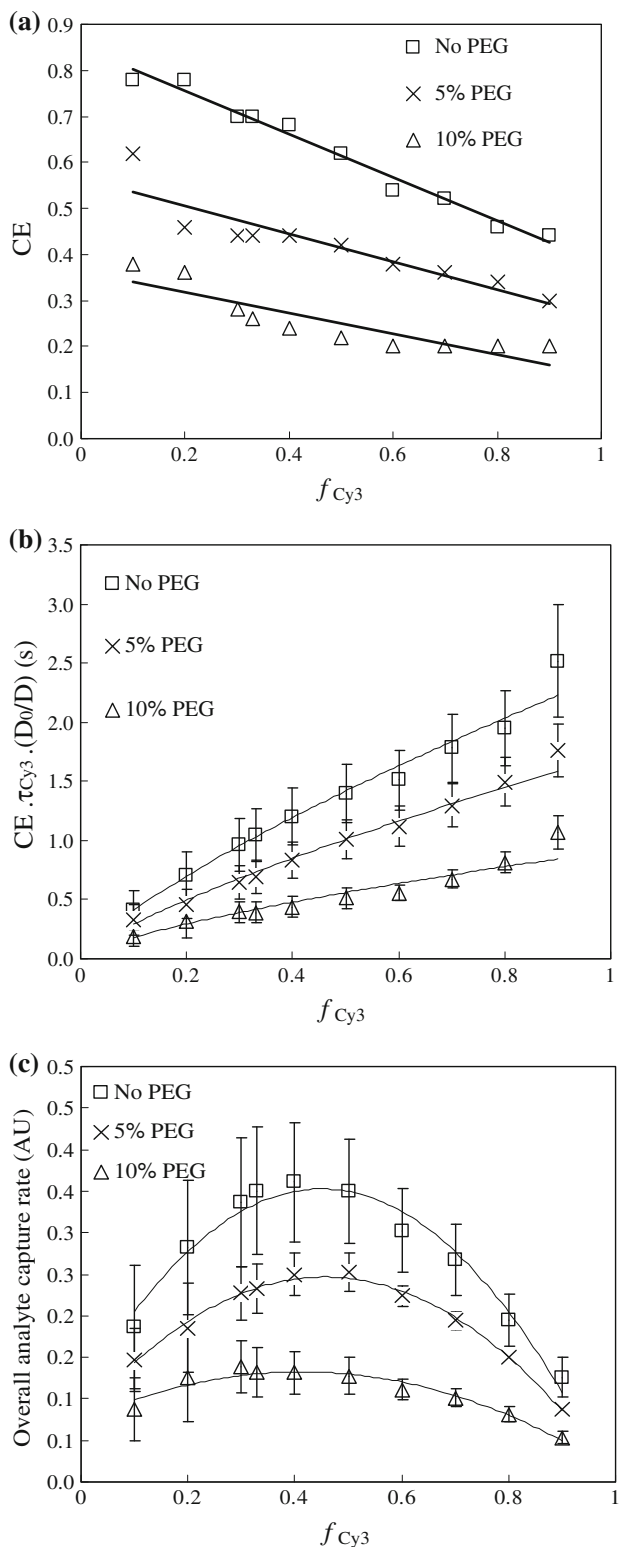 (a)
0.9
0.8
0.7
0.6
0.5
0.4
0.3
0.2
0.1
0.0
CE
No PEG
5% PEG
10% PEG
0 0.2 0.4 0.6 0.8 1
f Cy3
(b)
3.5
3.0
2.5
2.0
1.5
1.0
0.5
0.0
CE .τCy3 .(D0/D) (s)
No PEG
5% PEG
10% PEG
0 0.2 0.4 0.6 0.8 1
f Cy3
(c)
0.5
0.5
0.4
0.4
0.3
0.3
0.2
0.2
0.1
0.1
0.0
Overall analyte capture rate (AU)
No PEG
5% PEG
10% PEG
0 0.2 0.4 0.6 0.8 1
f Cy3